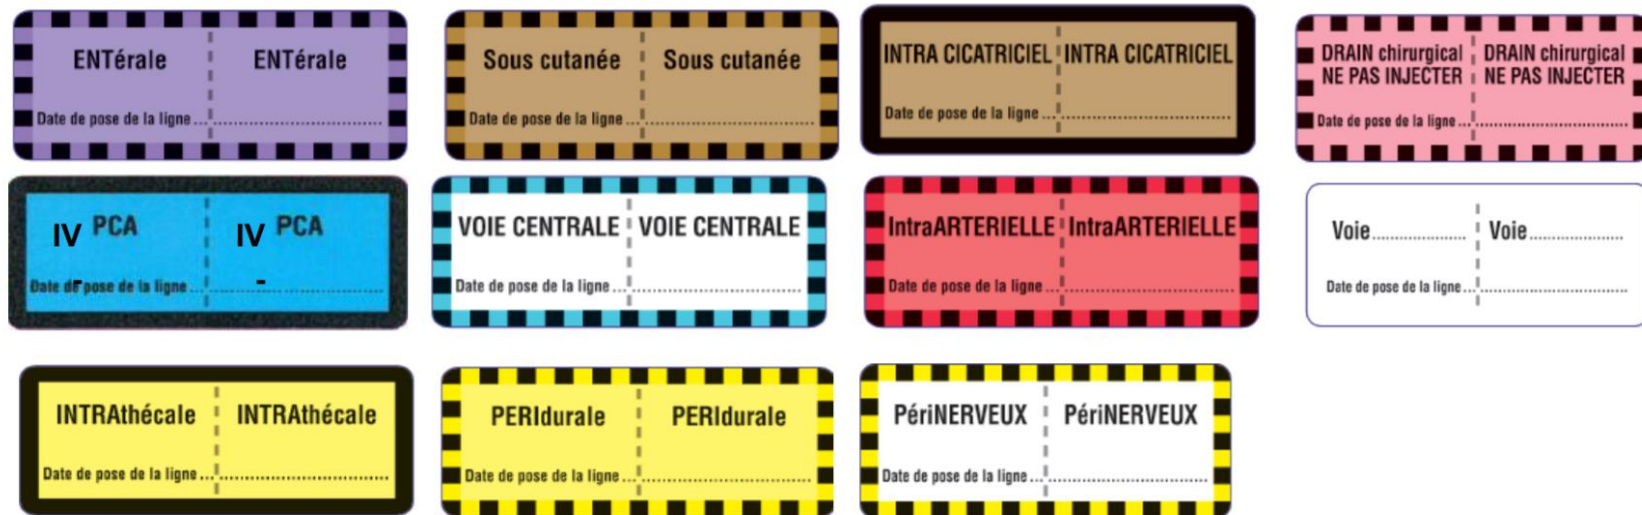 ENTérale ENTérale
Date de pose de la ligne ... ...............................
Sous cutanée Sous cutanée
Date de pose de la ligne ... ...............................
INTRA CICATRICIEL INTRA CICATRICIEL
Date de pose de la ligne ... ...............................
DRAIN chirurgical DRAIN chirurgical
NE PAS INJECTER NE PAS INJECTER
Date de pose de la ligne ... ...............................
IV PCA IV PCA
- -
Date de pose de la ligne ... ...............................
VOIE CENTRALE VOIE CENTRALE
Date de pose de la ligne ... ...............................
IntraARTERIELLE IntraARTERIELLE
Date de pose de la ligne ... ...............................
Voie.................. Voie..................
Date de pose de la ligne ... ...............................
INTRAthécale INTRAthécale
Date de pose de la ligne ... ...............................
PERIdurale PERIdurale
Date de pose de la ligne ... ...............................
PériNERVEUX PériNERVEUX
Date de pose de la ligne ... ...............................